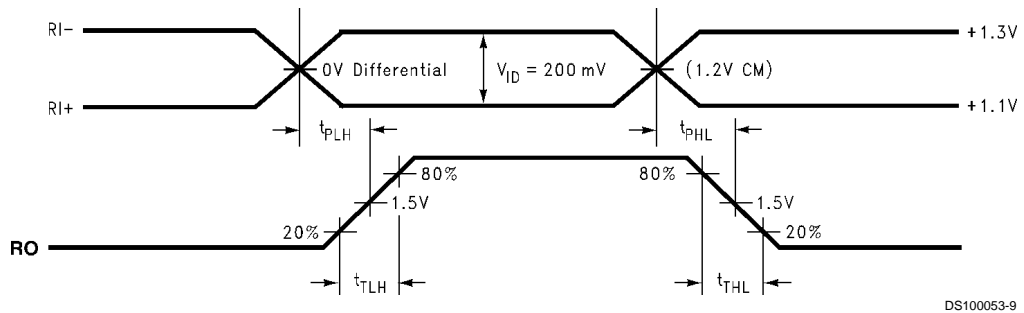 RI−
+1.3V
0V Differential
V_ID = 200 mV
(1.2V CM)
RI+
+1.1V
t_PLH
t_PHL
80%
80%
1.5V
1.5V
20%
20%
RO
t_TLH
t_THL
DS100053-9